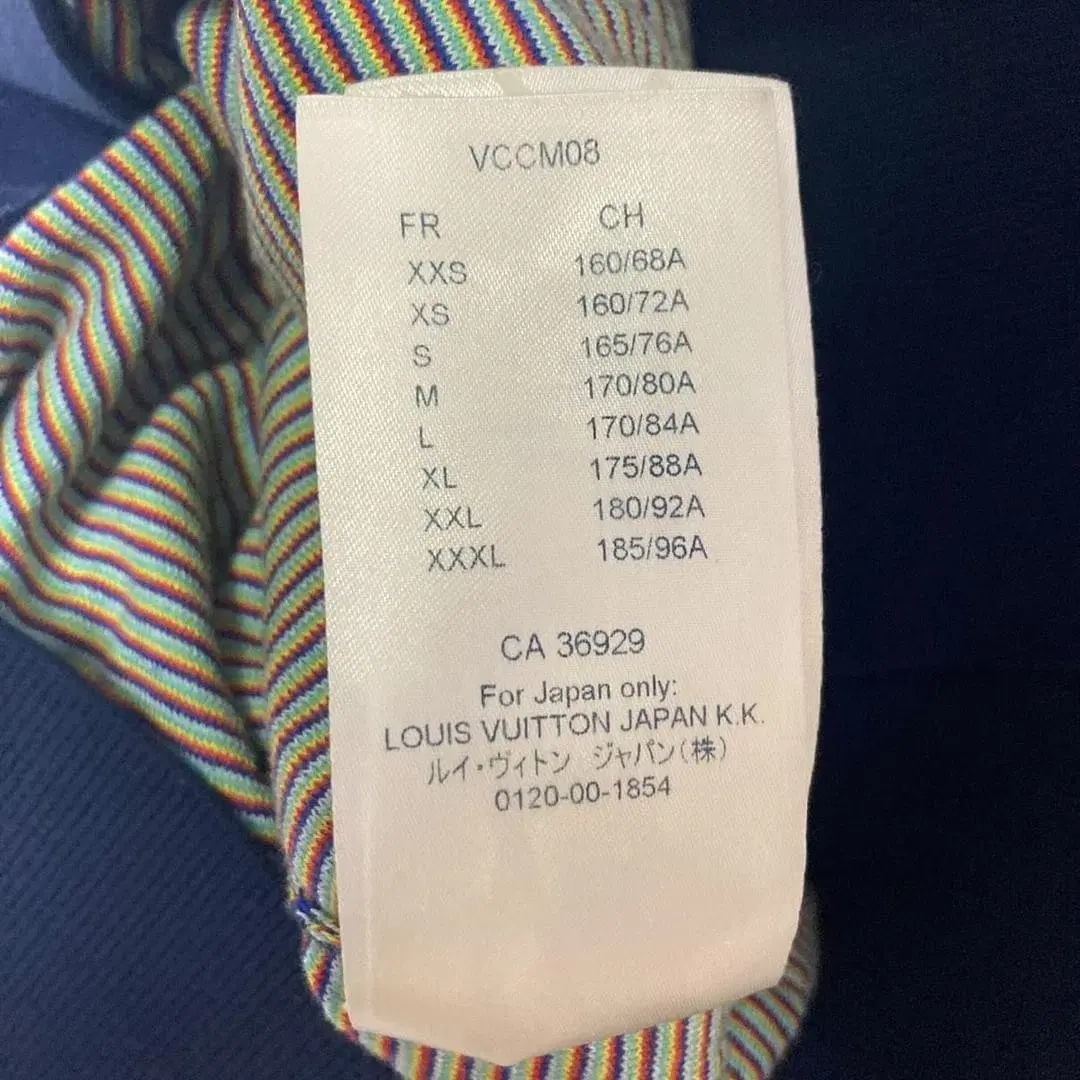 VCCM08
FR CH
XXS 160/68A
XS 160/72A
S 165/76A
M 170/80A
L 170/84A
XL 175/88A
XXL 180/92A
XXXL 185/96A
CA 36929
For Japan only:
LOUIS VUITTON JAPAN K.K.
ルイ・ヴィトン ジャパン(株)
0120-00-1854